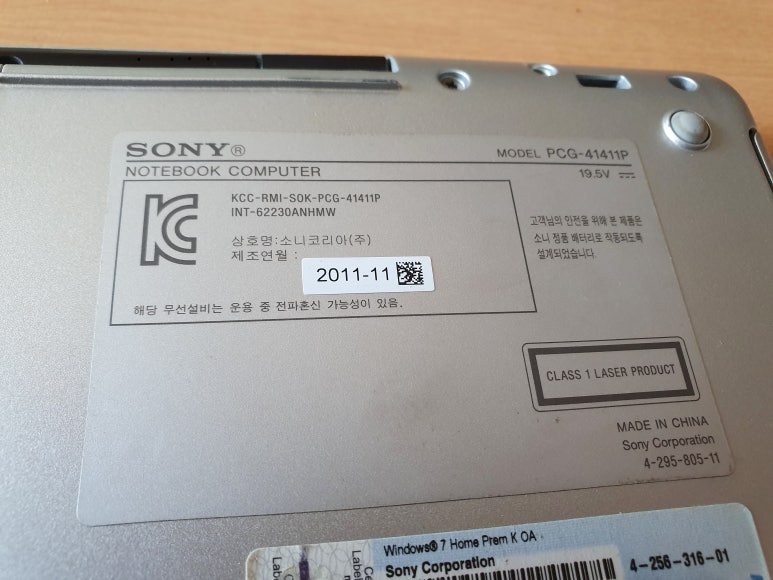 SONY®
MODEL PCG-41411P
NOTEBOOK COMPUTER
19.5V ⎓
KC
KCC-RMI-SOK-PCG-41411P
INT-62230ANHMW
상호명:소니코리아(주)
제조연월 :
2011-11
해당 무선설비는 운용 중 전파혼신 가능성이 있음.
고객님의 안전을 위해 본 제품은
소니 정품 배터리로 작동되도록
설계되었습니다.
CLASS 1 LASER PRODUCT
MADE IN CHINA
Sony Corporation
4-295-805-11
Windows® 7 Home Prem K OA
Sony Corporation
4-256-316-01